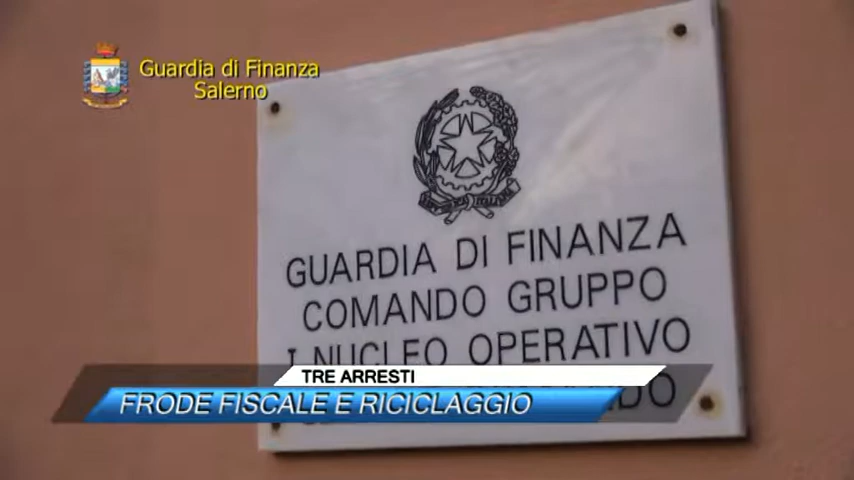 Guardia di Finanza
Salerno
GUARDIA DI FINANZA
COMANDO GRUPPO
I NUCLEO OPERATIVO
TRE ARRESTI
FRODE FISCALE E RICICLAGGIO